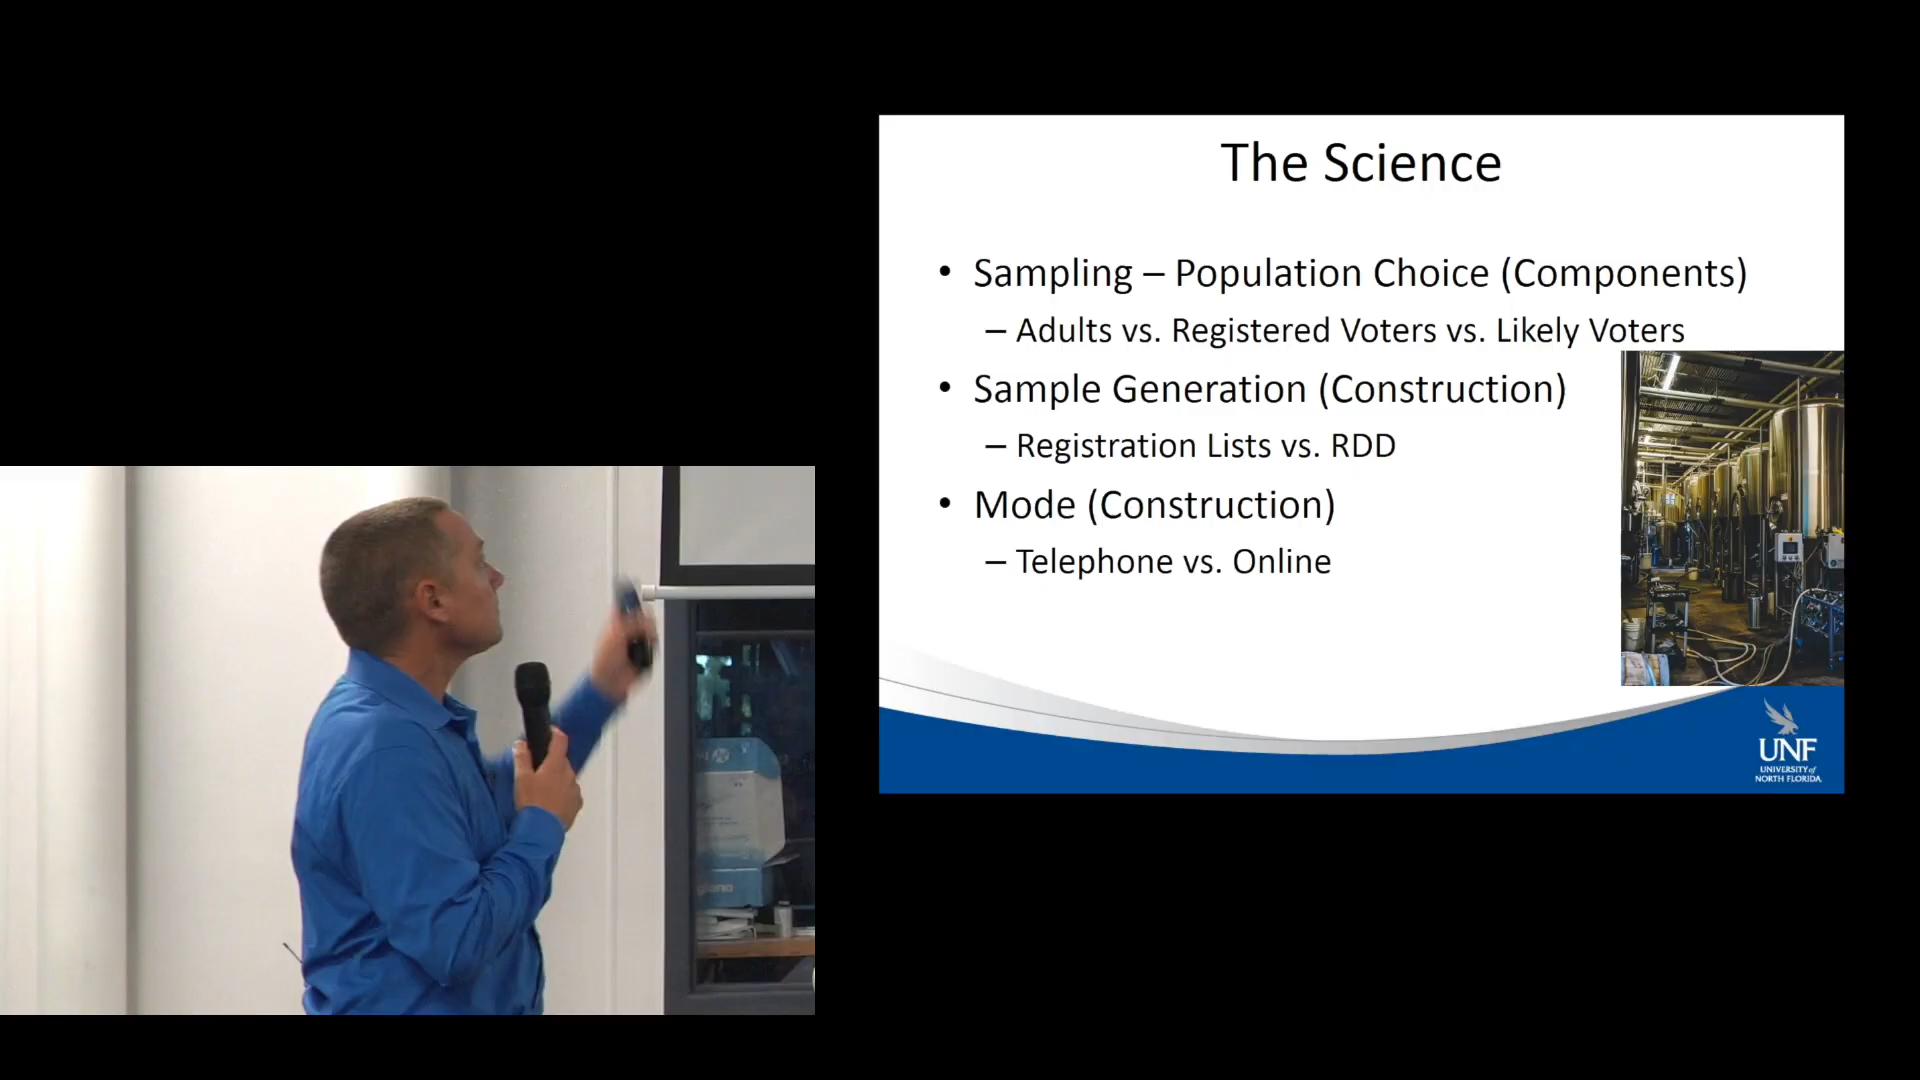 The Science
• Sampling – Population Choice (Components)
– Adults vs. Registered Voters vs. Likely Voters
• Sample Generation (Construction)
– Registration Lists vs. RDD
• Mode (Construction)
– Telephone vs. Online
UNF
UNIVERSITY of
NORTH FLORIDA